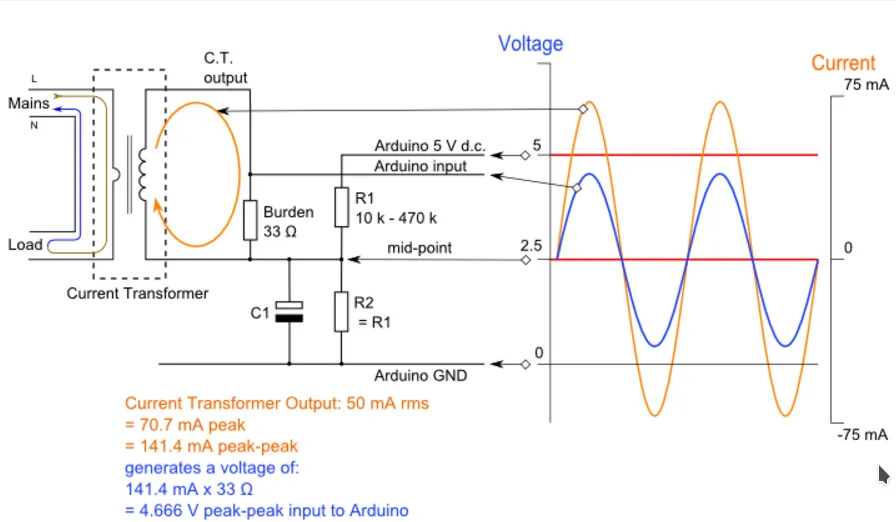 Voltage
Current
C.T.
output
L
75 mA
Mains
N
Arduino 5 V d.c.
5
Arduino input
R1
10 k - 470 k
Burden
33 Ω
mid-point
2.5
0
Load
Current Transformer
C1
R2
= R1
0
Arduino GND
Current Transformer Output: 50 mA rms
= 70.7 mA peak
-75 mA
= 141.4 mA peak-peak
generates a voltage of:
141.4 mA x 33 Ω
= 4.666 V peak-peak input to Arduino